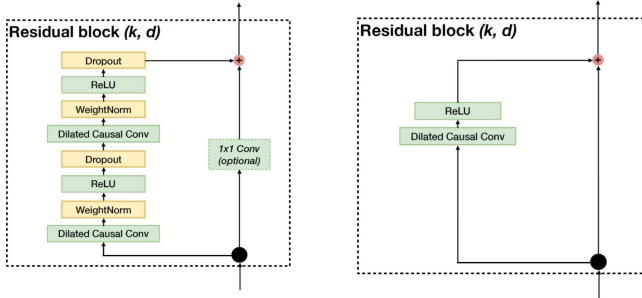 Residual block (k, d)
Dropout
+
ReLU
WeightNorm
Dilated Causal Conv
Dropout
ReLU
WeightNorm
Dilated Causal Conv
1x1 Conv
(optional)
Residual block (k, d)
+
ReLU
Dilated Causal Conv